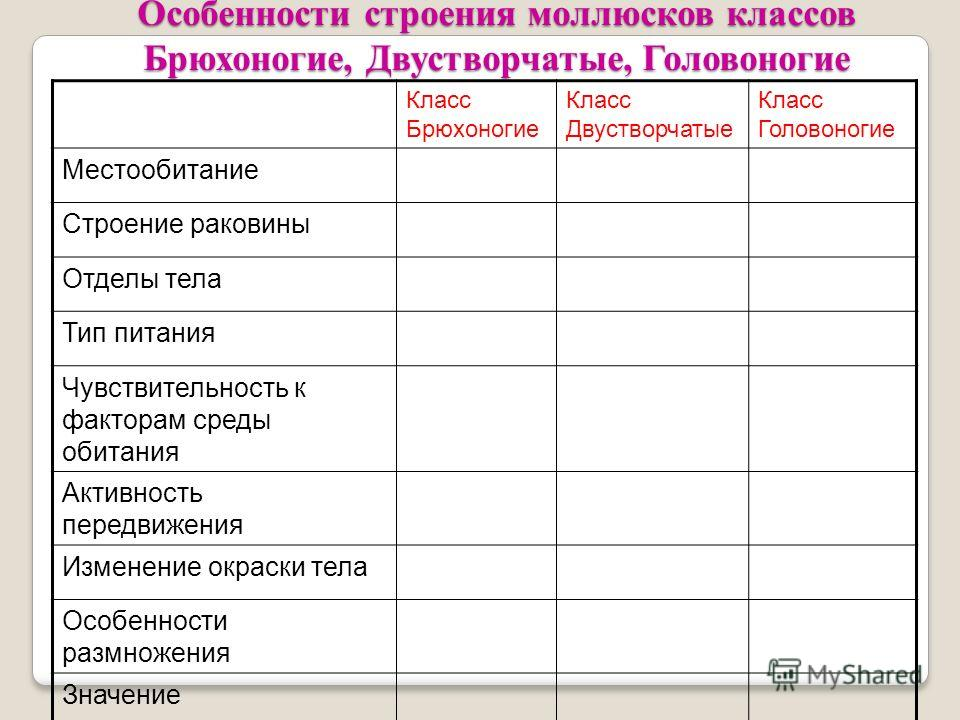 Особенности строения моллюсков классов
Брюхоногие, Двустворчатые, Головоногие
Класс Брюхоногие
Класс Двустворчатые
Класс Головоногие
Местообитание
Строение раковины
Отделы тела
Тип питания
Чувствительность к
факторам среды
обитания
Активность
передвижения
Изменение окраски тела
Особенности
размножения
Значение
MyShared